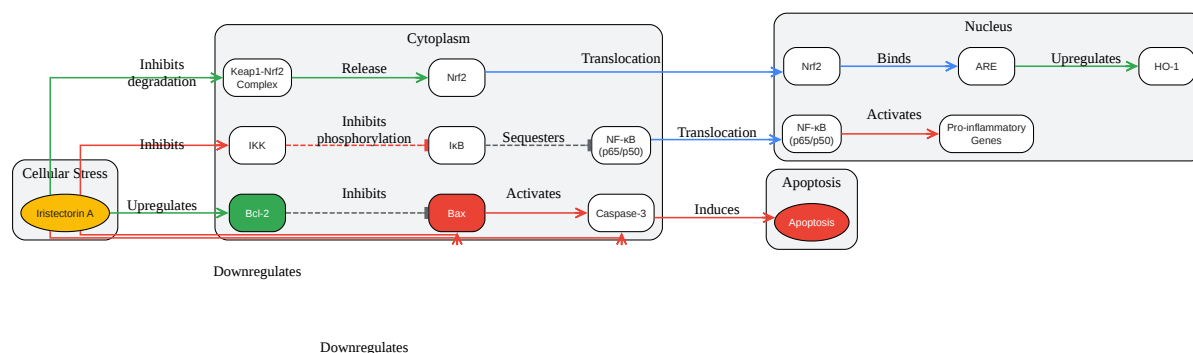 Cytoplasm
Nucleus
Inhibits
degradation
Keap1-Nrf2
Complex
Release
Nrf2
Translocation
Nrf2
Binds
ARE
Upregulates
HO-1
Inhibits
IKK
Inhibits
phosphorylation
IκB
Sequesters
NF-κB
(p65/p50)
Translocation
NF-κB
(p65/p50)
Activates
Pro-inflammatory
Genes
Cellular Stress
Iristectorin A
Upregulates
Bcl-2
Inhibits
Bax
Activates
Caspase-3
Induces
Apoptosis
Apoptosis
Downregulates
Downregulates